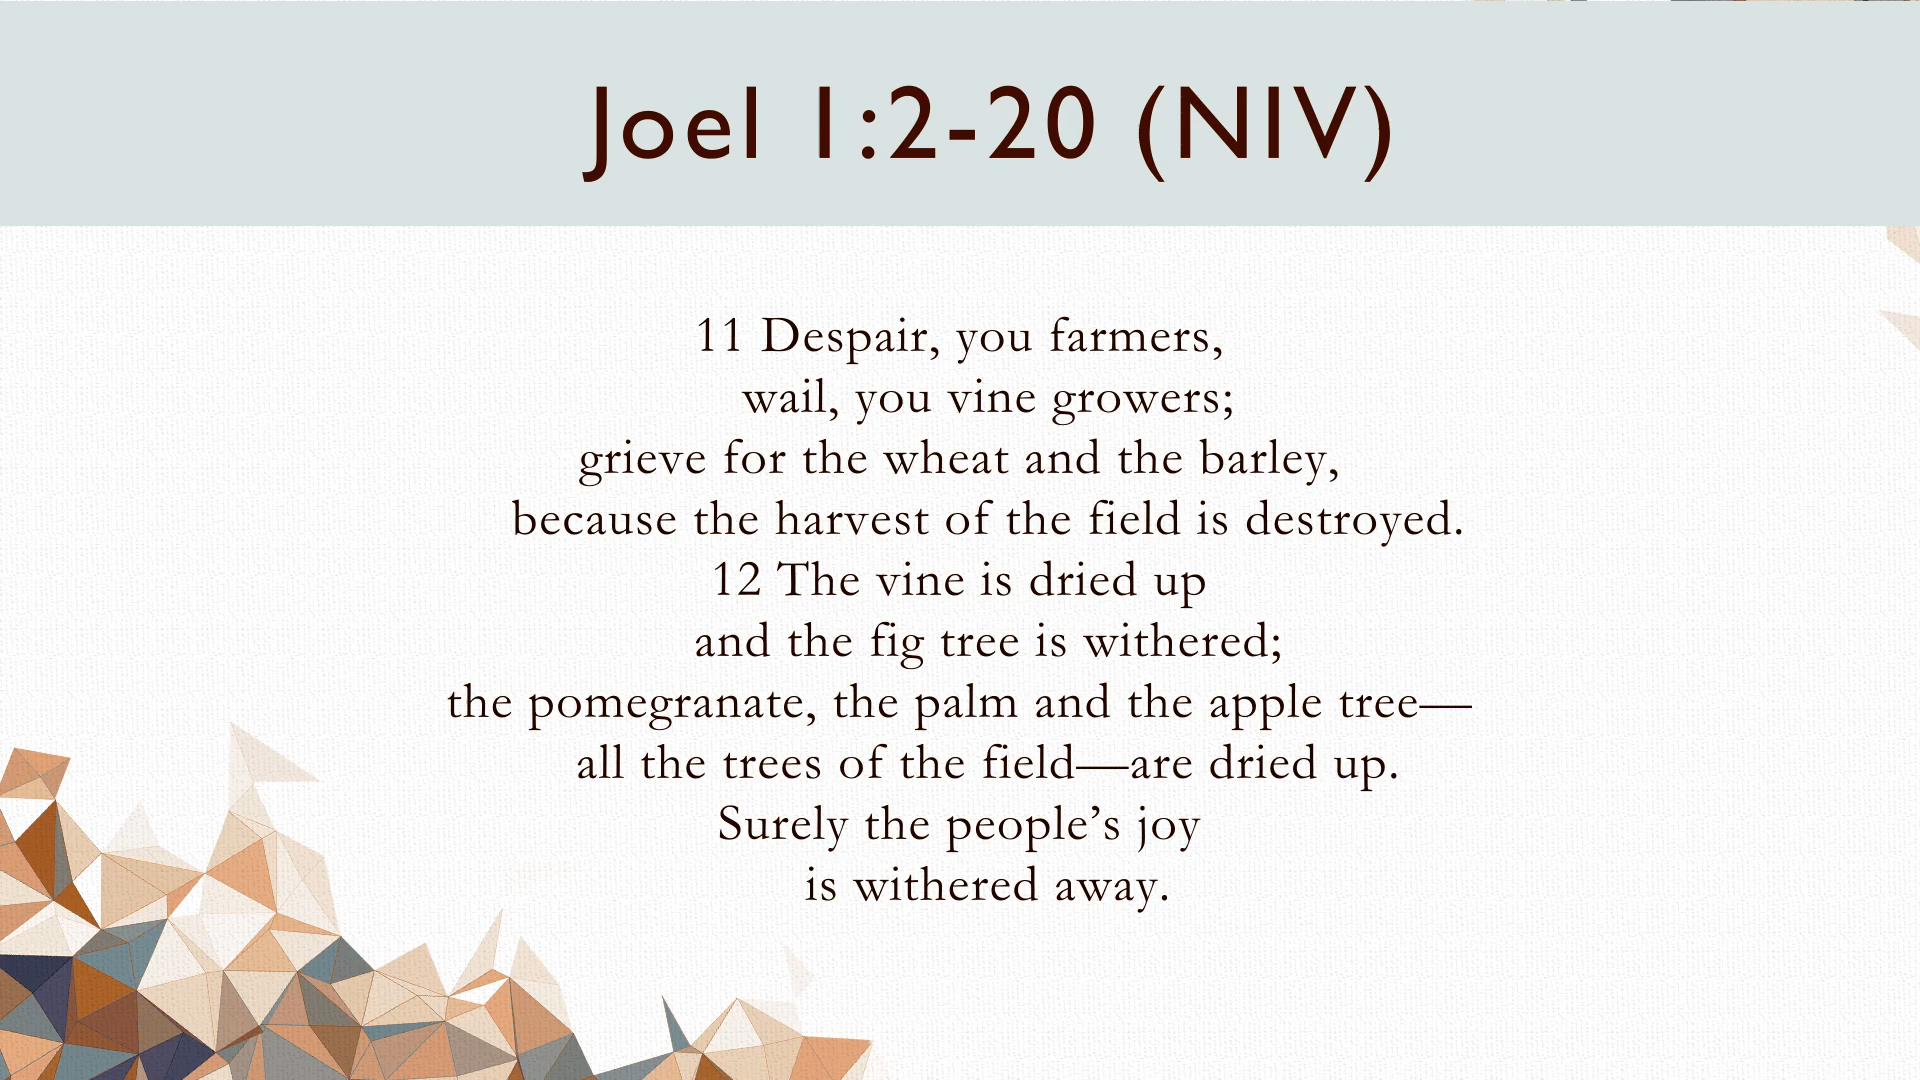 Joel 1:2-20 (NIV)
11 Despair, you farmers,
wail, you vine growers;
grieve for the wheat and the barley,
because the harvest of the field is destroyed.
12 The vine is dried up
and the fig tree is withered;
the pomegranate, the palm and the apple tree—
all the trees of the field—are dried up.
Surely the people’s joy
is withered away.